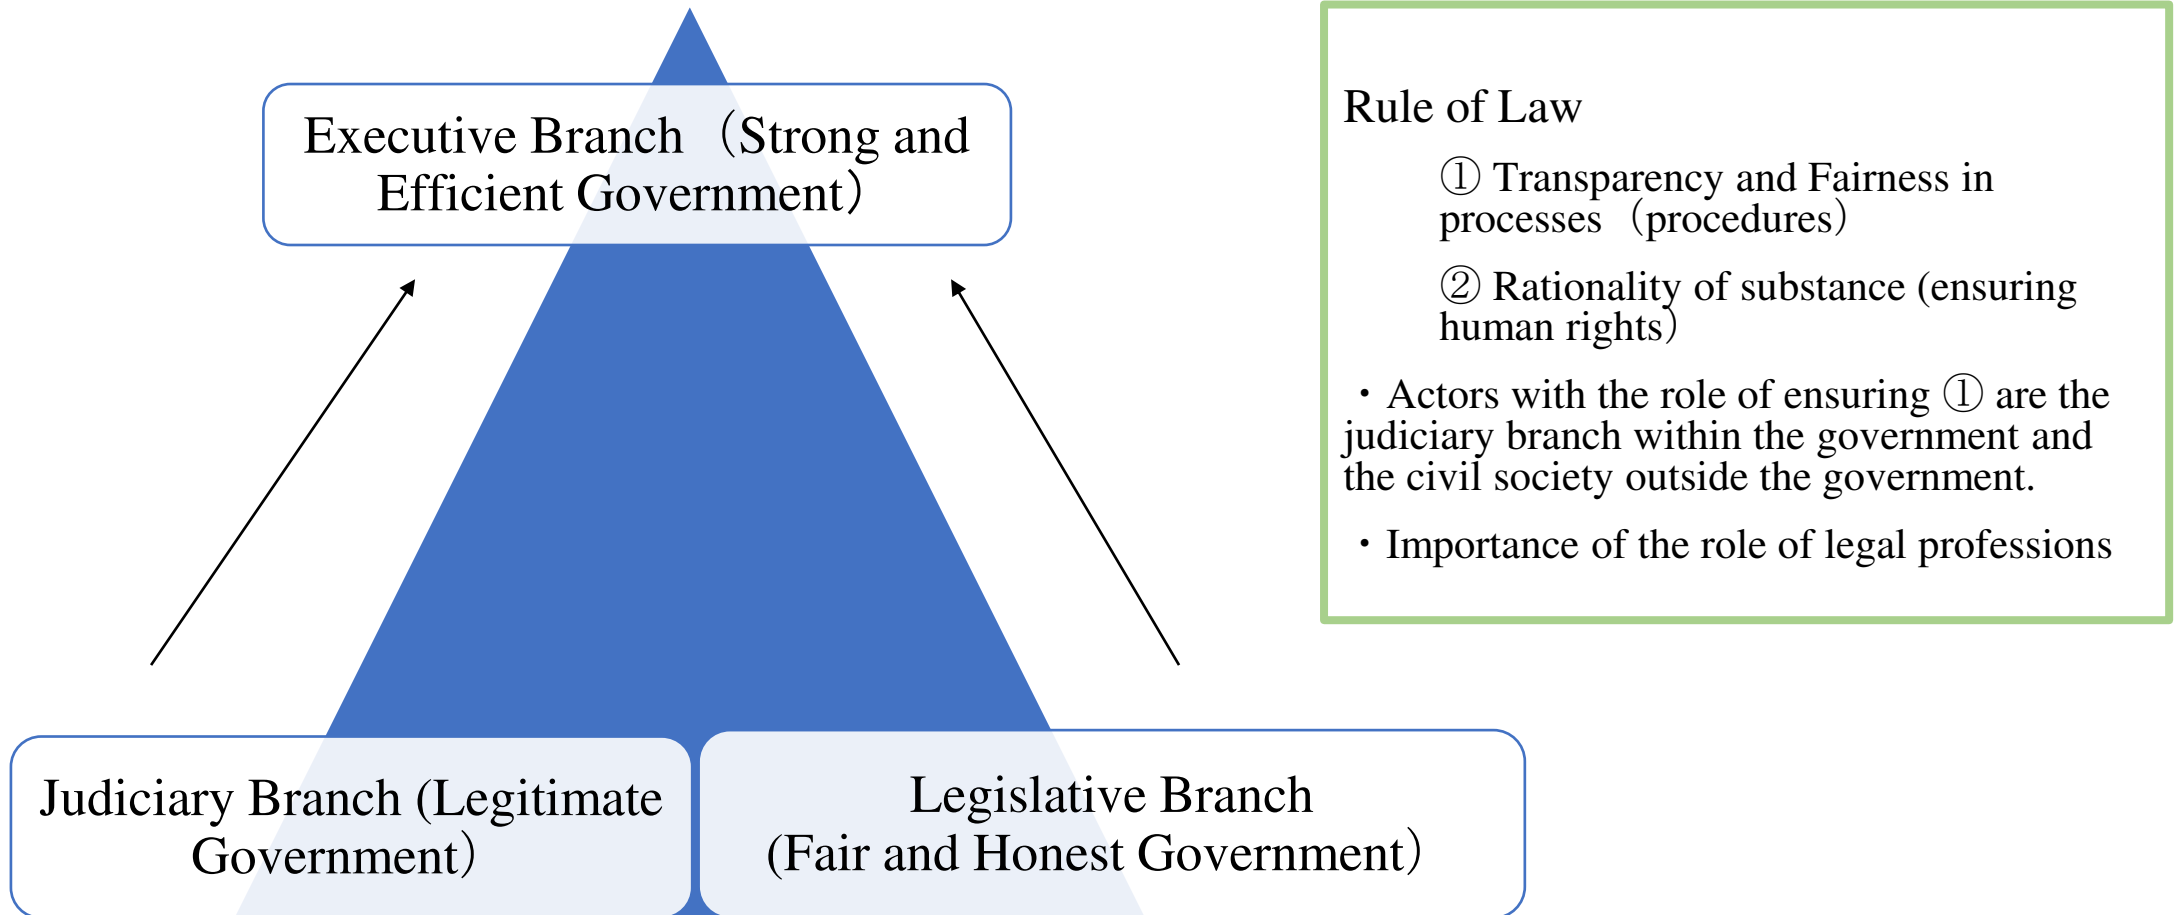 Executive Branch（Strong and
Efficient Government）
Judiciary Branch (Legitimate
Government）
Legislative Branch
(Fair and Honest Government）
Rule of Law
① Transparency and Fairness in
processes（procedures）
② Rationality of substance (ensuring
human rights）
・Actors with the role of ensuring ① are the
judiciary branch within the government and
the civil society outside the government.
・Importance of the role of legal professions